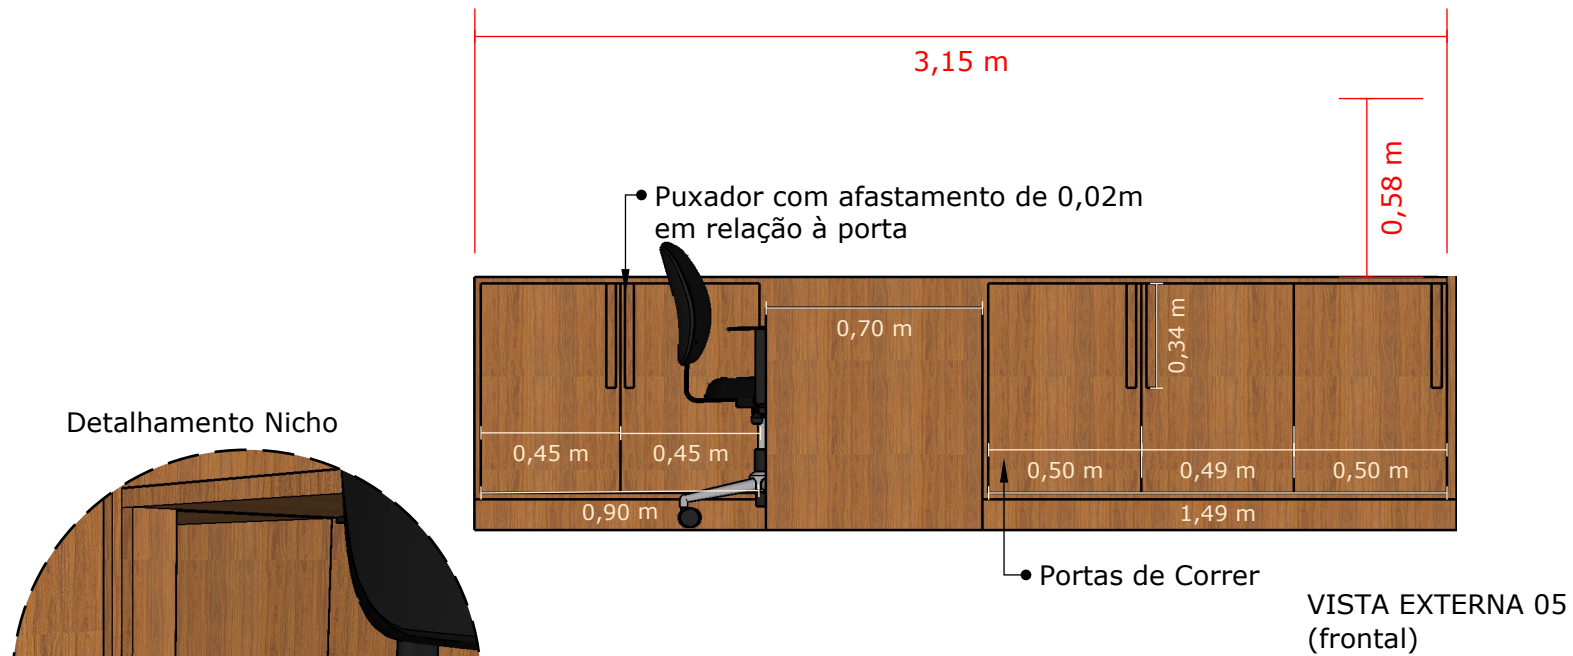 3,15 m
0,58 m
Puxador com afastamento de 0,02m
em relação à porta
0,70 m
0,34 m
Detalhamento Nicho
0,45 m
0,45 m
0,50 m
0,49 m
0,50 m
0,90 m
1,49 m
Portas de Correr
VISTA EXTERNA 05
(frontal)